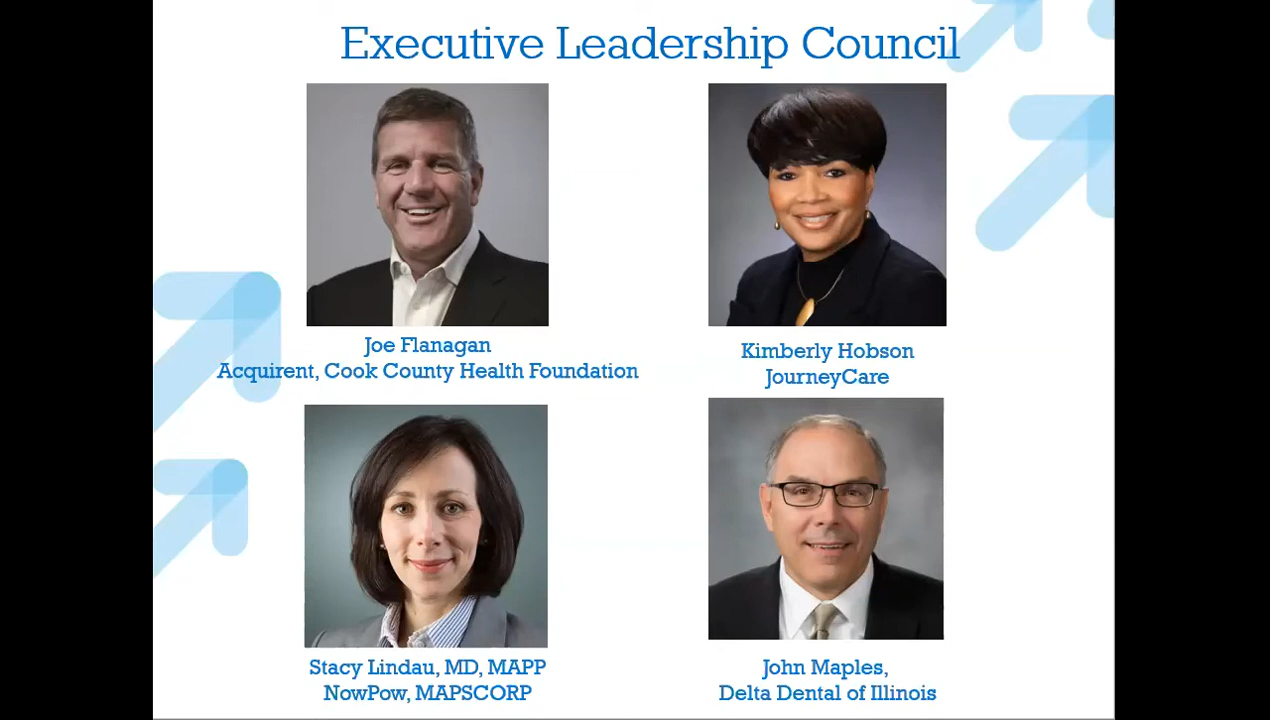 Executive Leadership Council
Joe Flanagan
Acquirent, Cook County Health Foundation
Kimberly Hobson
JourneyCare
Stacy Lindau, MD, MAPP
NowPow, MAPSCORP
John Maples,
Delta Dental of Illinois